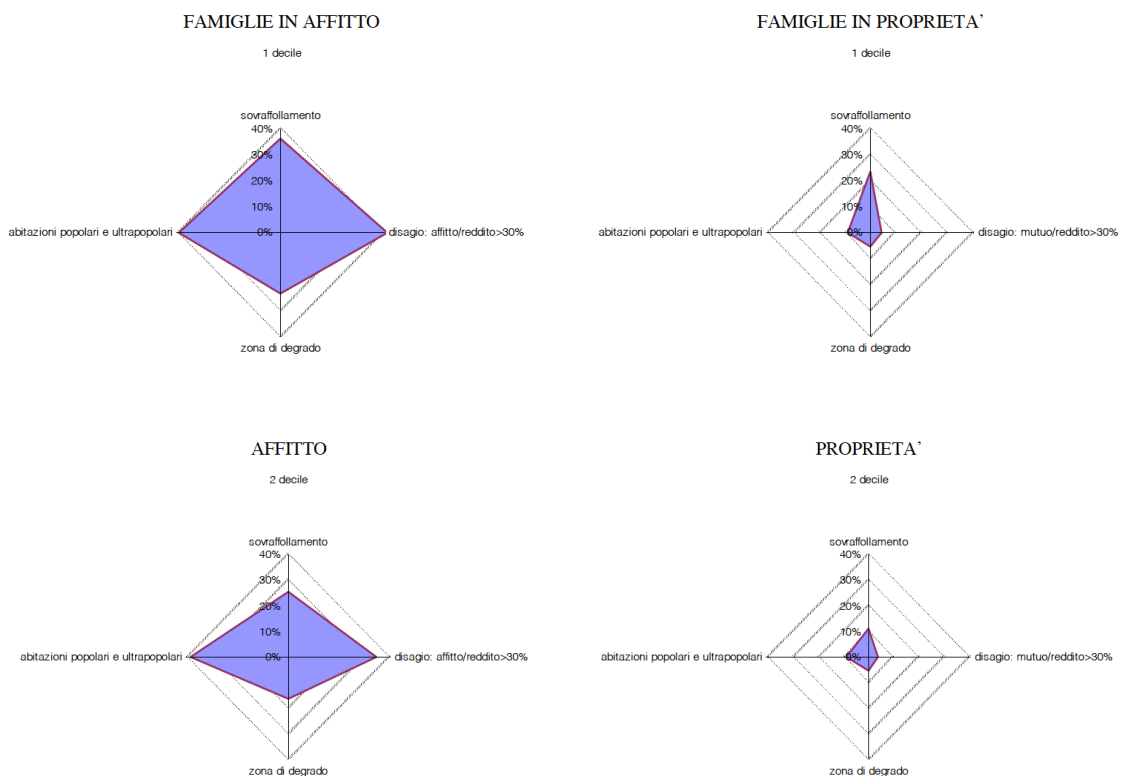 FAMIGLIE IN AFFITTO
1 decile
sovraffollamento
40%
30%
20%
10%
0%
abitazioni popolari e ultrapopolari
disagio: affitto/reddito>30%
zona di degrado
FAMIGLIE IN PROPRIETA’
1 decile
sovraffollamento
40%
30%
20%
10%
0%
abitazioni popolari e ultrapopolari
disagio: mutuo/reddito>30%
zona di degrado
AFFITTO
2 decile
sovraffollamento
40%
30%
20%
10%
0%
abitazioni popolari e ultrapopolari
disagio: affitto/reddito>30%
zona di degrado
PROPRIETA’
2 decile
sovraffollamento
40%
30%
20%
10%
0%
abitazioni popolari e ultrapopolari
disagio: mutuo/reddito>30%
zona di degrado